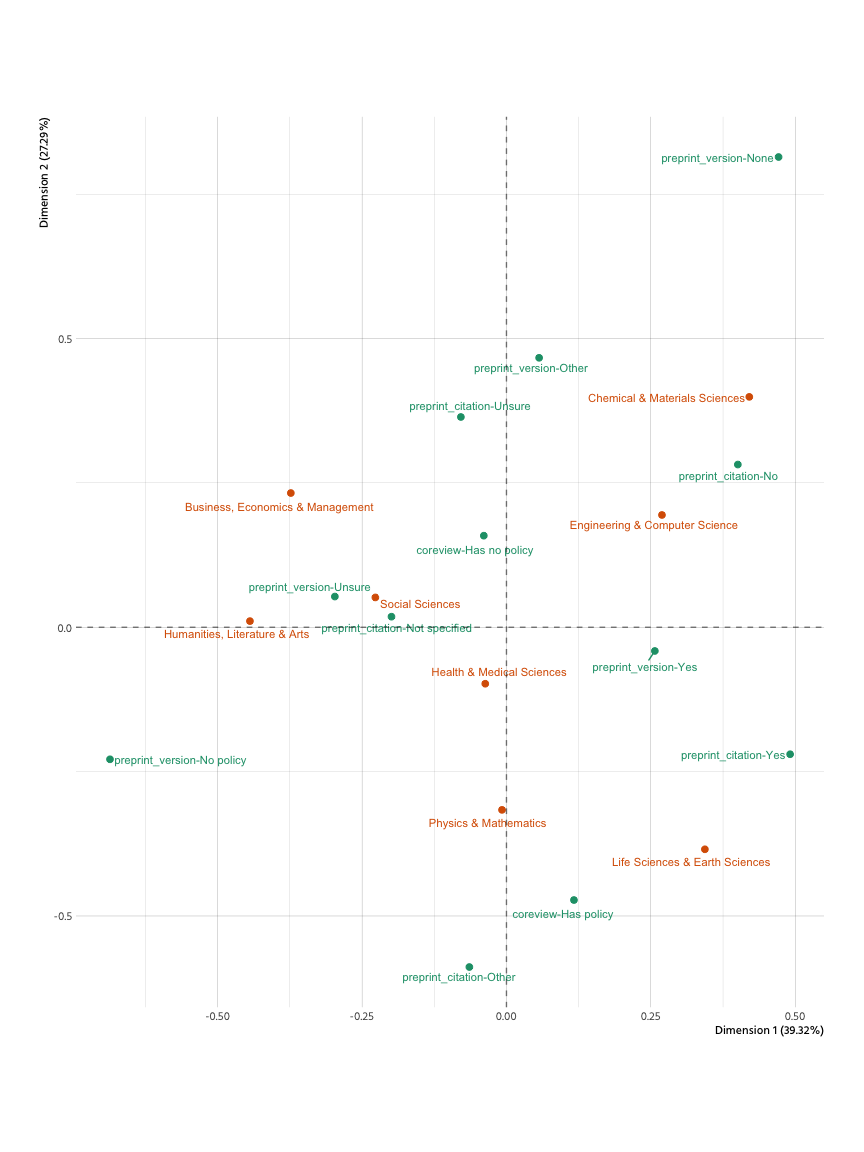 Dimension 2 (27.29%)
preprint_version-None
0.5
preprint_version-Other
Chemical & Materials Sciences
preprint_citation-Unsure
preprint_citation-No
Business, Economics & Management
Engineering & Computer Science
coreview-Has no policy
preprint_version-Unsure
Social Sciences
0.0
preprint_citation-Not specified
Humanities, Literature & Arts
preprint_version-Yes
Health & Medical Sciences
preprint_citation-Yes
preprint_version-No policy
Physics & Mathematics
Life Sciences & Earth Sciences
-0.5
coreview-Has policy
preprint_citation-Other
-0.50
-0.25
0.00
0.25
0.50
Dimension 1 (39.32%)